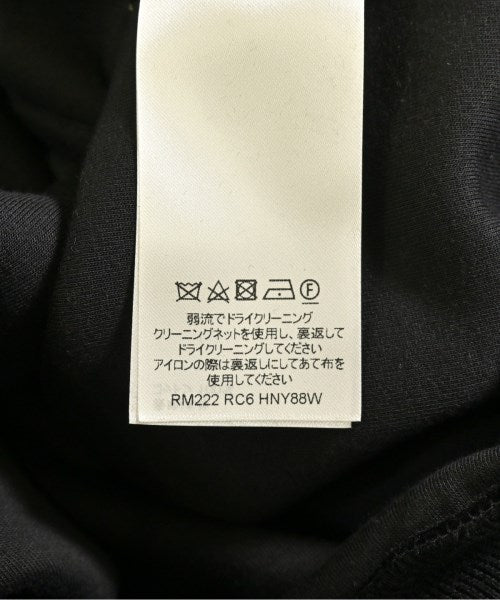 Ⓕ
弱流でドライクリーニング
クリーニングネットを使用し、裏返して
ドライクリーニングしてください
アイロンの際は裏返しにしてあて布を
使用してください
RM222 RC6 HNY88W